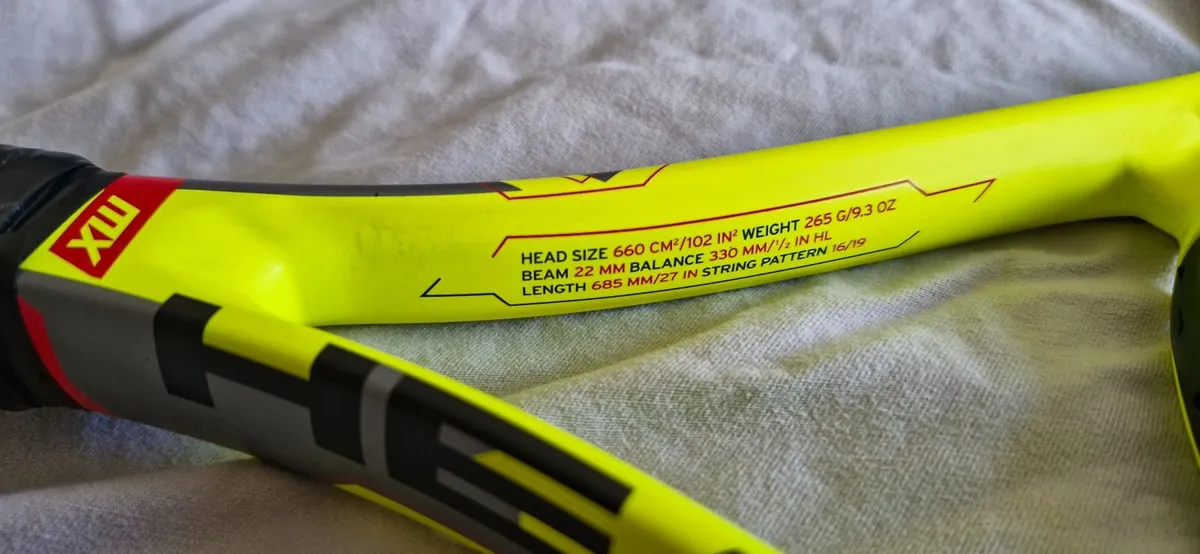 MX
HEAD SIZE 660 CM²/102 IN² WEIGHT 265 G/9.3 OZ
BEAM 22 MM BALANCE 330 MM/¹/₂ IN HL
LENGTH 685 MM/27 IN STRING PATTERN 16/19